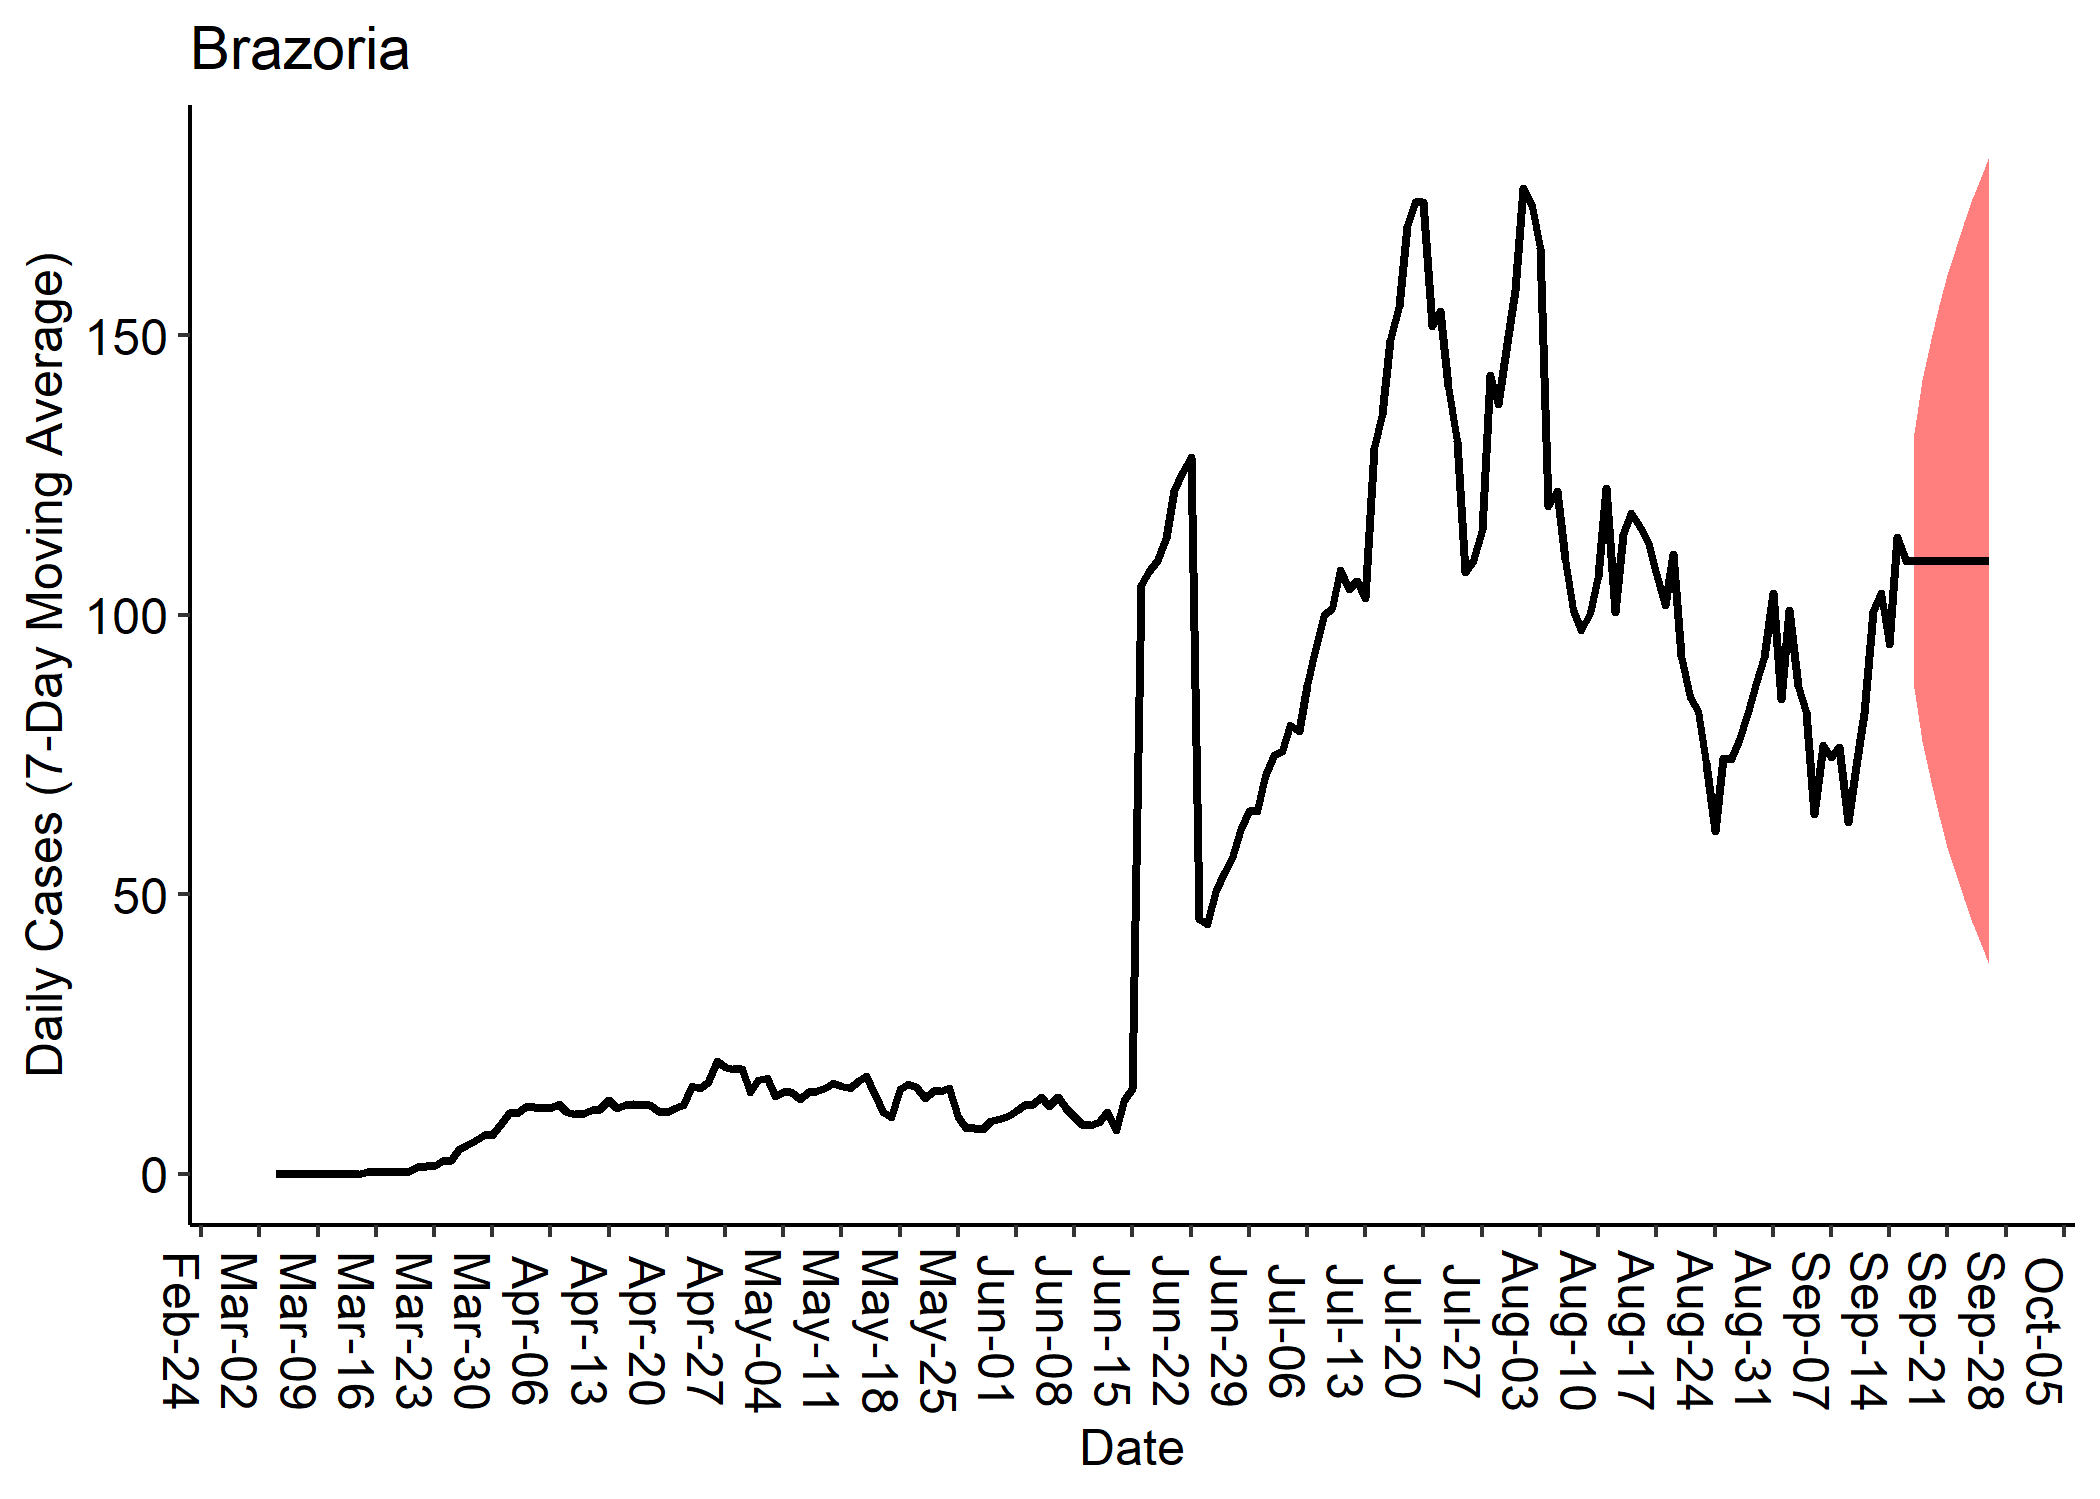 Brazoria
Daily Cases (7-Day Moving Average)
150
100
50
0
Feb-24
Mar-02
Mar-09
Mar-16
Mar-23
Mar-30
Apr-06
Apr-13
Apr-20
Apr-27
May-04
May-11
May-18
May-25
Jun-01
Jun-08
Jun-15
Jun-22
Jun-29
Jul-06
Jul-13
Jul-20
Jul-27
Aug-03
Aug-10
Aug-17
Aug-24
Aug-31
Sep-07
Sep-14
Sep-21
Sep-28
Oct-05
Date